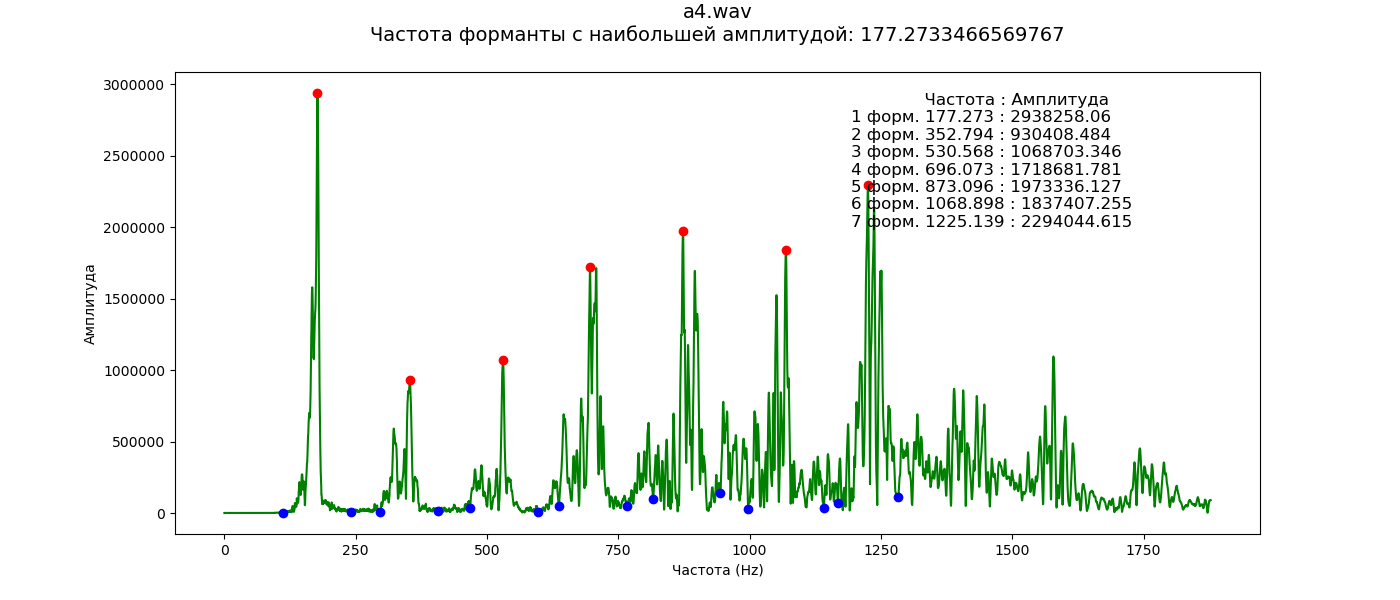 a4.wav
Частота форманты с наибольшей амплитудой: 177.2733466569767
Частота : Амплитуда
1 форм. 177.273 : 2938258.06
2 форм. 352.794 : 930408.484
3 форм. 530.568 : 1068703.346
4 форм. 696.073 : 1718681.781
5 форм. 873.096 : 1973336.127
6 форм. 1068.898 : 1837407.255
7 форм. 1225.139 : 2294044.615
3000000
2500000
2000000
1500000
1000000
500000
0
Амплитуда
0 250 500 750 1000 1250 1500 1750
Частота (Hz)